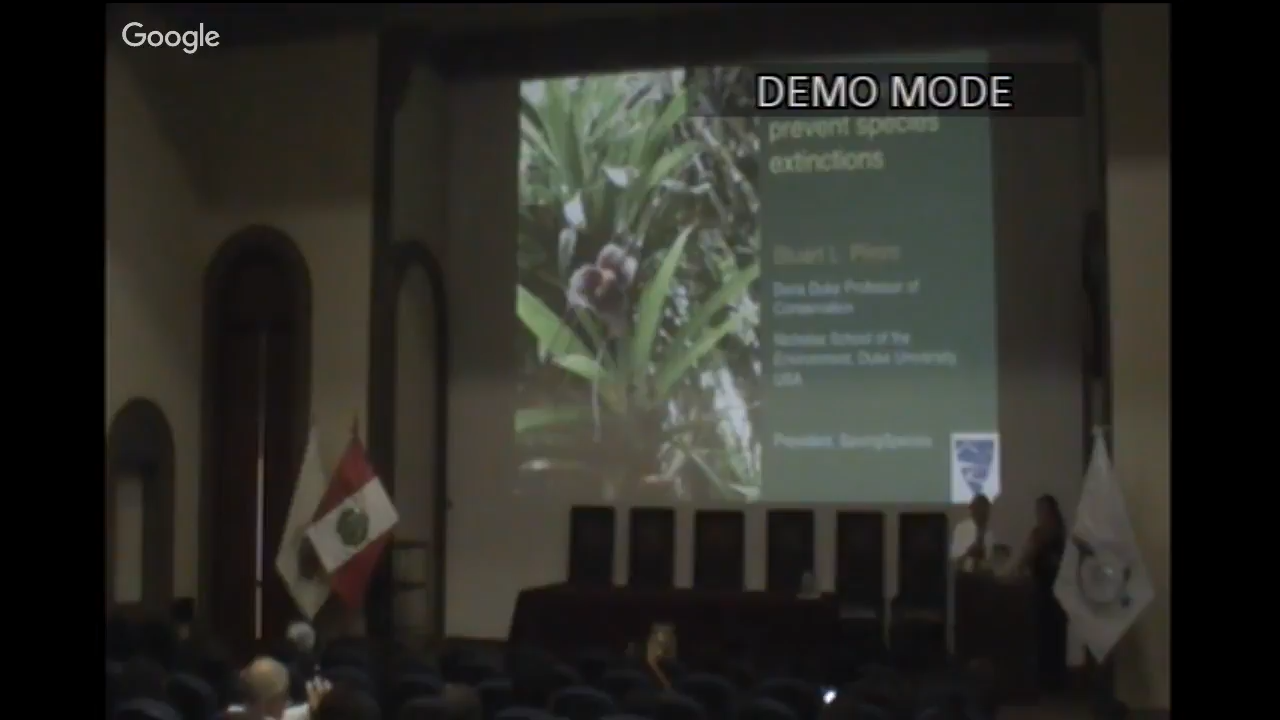 Google
DEMO MODE
prevent species
extinctions
Stuart L. Pimm
Doris Duke Professor of
Conservation
Nicholas School of the
Environment, Duke University
USA
President, SavingSpecies